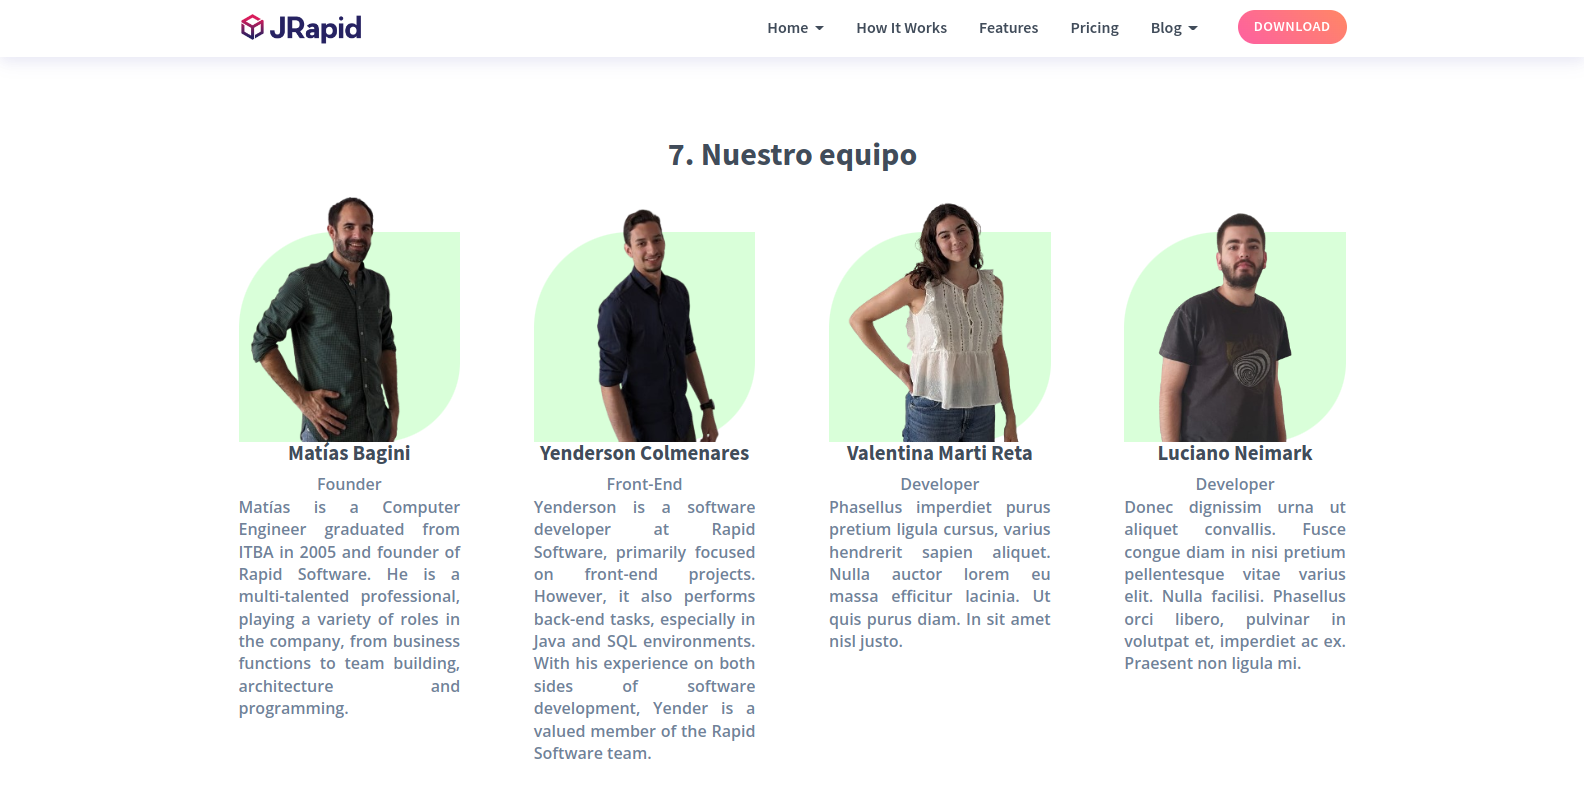 JRapid
Home
How It Works
Features
Pricing
Blog
DOWNLOAD
7. Nuestro equipo
Matías Bagini
Founder
Matías is a Computer
Engineer graduated from
ITBA in 2005 and founder of
Rapid Software. He is a
multi-talented professional,
playing a variety of roles in
the company, from business
functions to team building,
architecture and
programming.
Yenderson Colmenares
Front-End
Yenderson is a software
developer at Rapid
Software, primarily focused
on front-end projects.
However, it also performs
back-end tasks, especially in
Java and SQL environments.
With his experience on both
sides of software
development, Yender is a
valued member of the Rapid
Software team.
Valentina Marti Reta
Developer
Phasellus imperdiet purus
pretium ligula cursus, varius
hendrerit sapien aliquet.
Nulla auctor lorem eu
massa efficitur lacinia. Ut
quis purus diam. In sit amet
nisl justo.
Luciano Neimark
Developer
Donec dignissim urna ut
aliquet convallis. Fusce
congue diam in nisi pretium
pellentesque vitae varius
elit. Nulla facilisi. Phasellus
orci libero, pulvinar in
volutpat et, imperdiet ac ex.
Praesent non ligula mi.